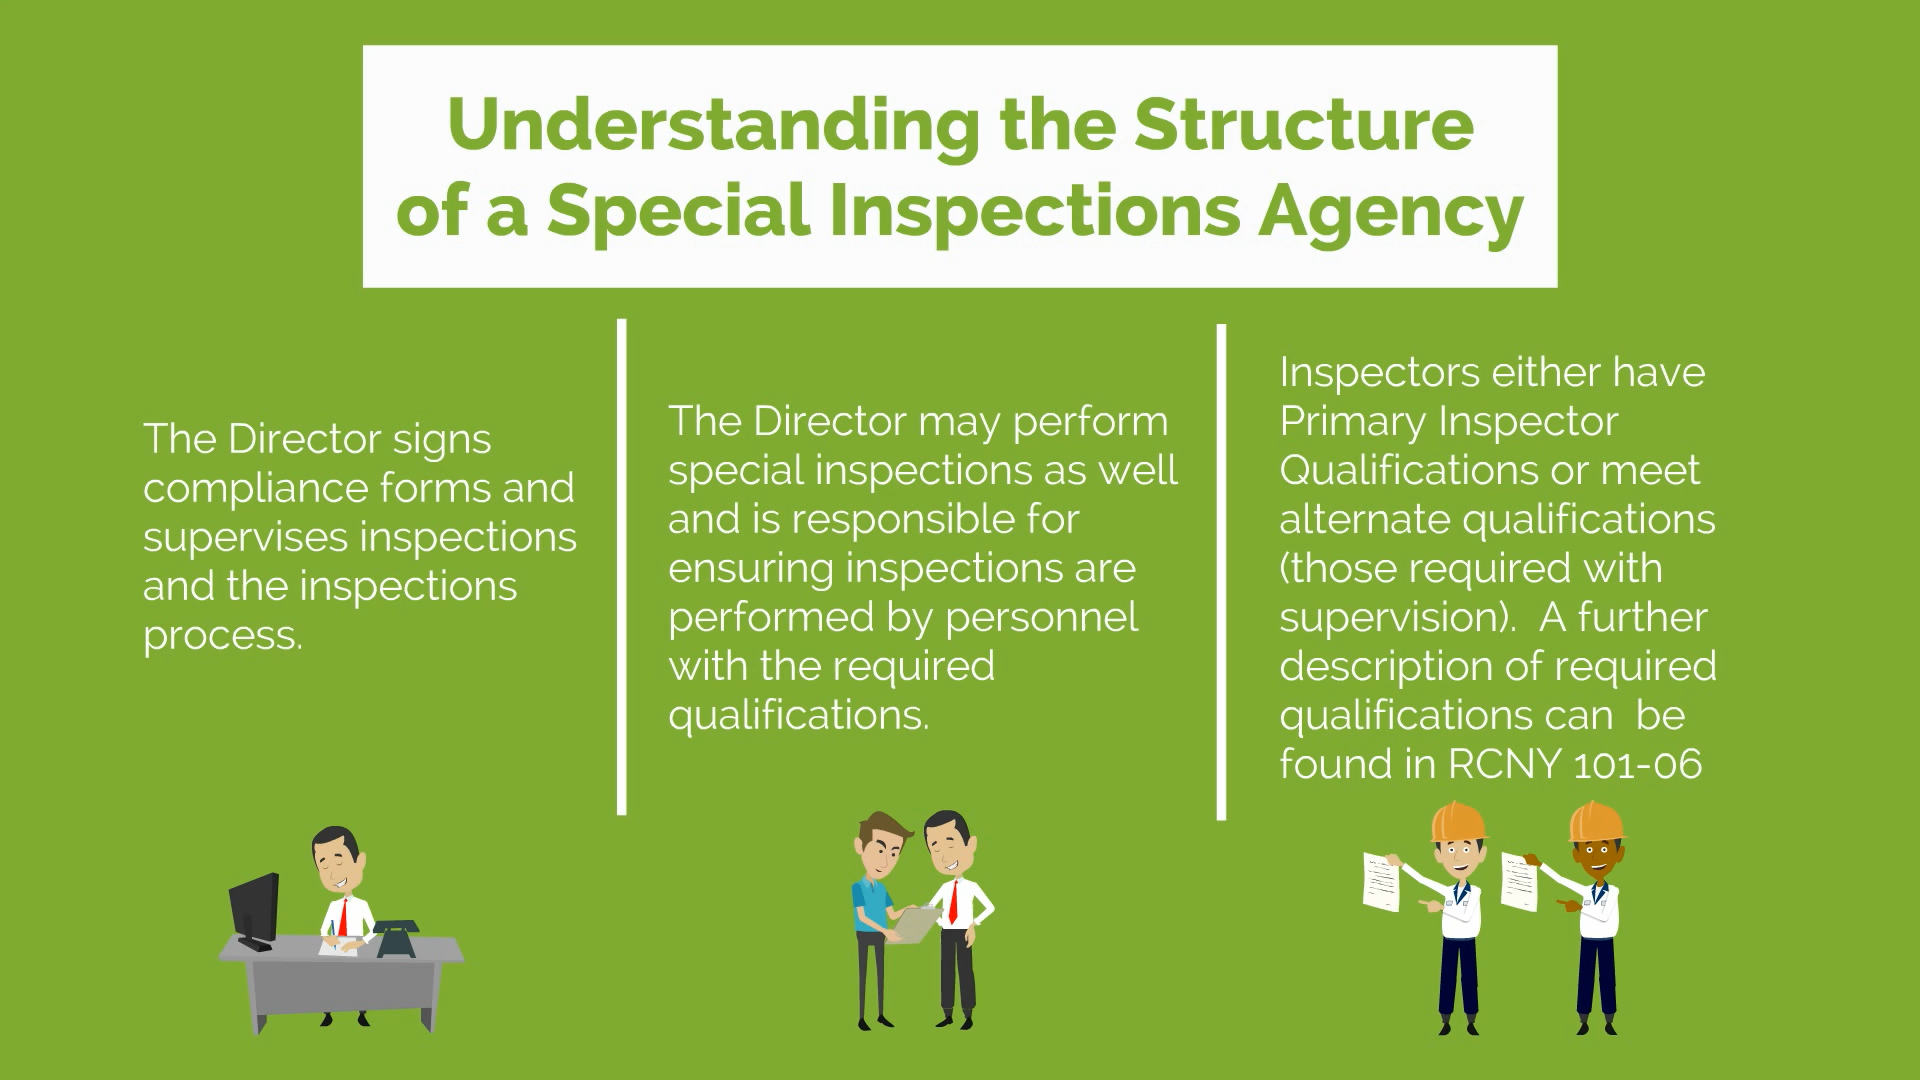 Understanding the Structure
of a Special Inspections Agency
The Director signs
compliance forms and
supervises inspections
and the inspections
process.
The Director may perform
special inspections as well
and is responsible for
ensuring inspections are
performed by personnel
with the required
qualifications.
Inspectors either have
Primary Inspector
Qualifications or meet
alternate qualifications
(those required with
supervision).  A further
description of required
qualifications can  be
found in RCNY 101-06